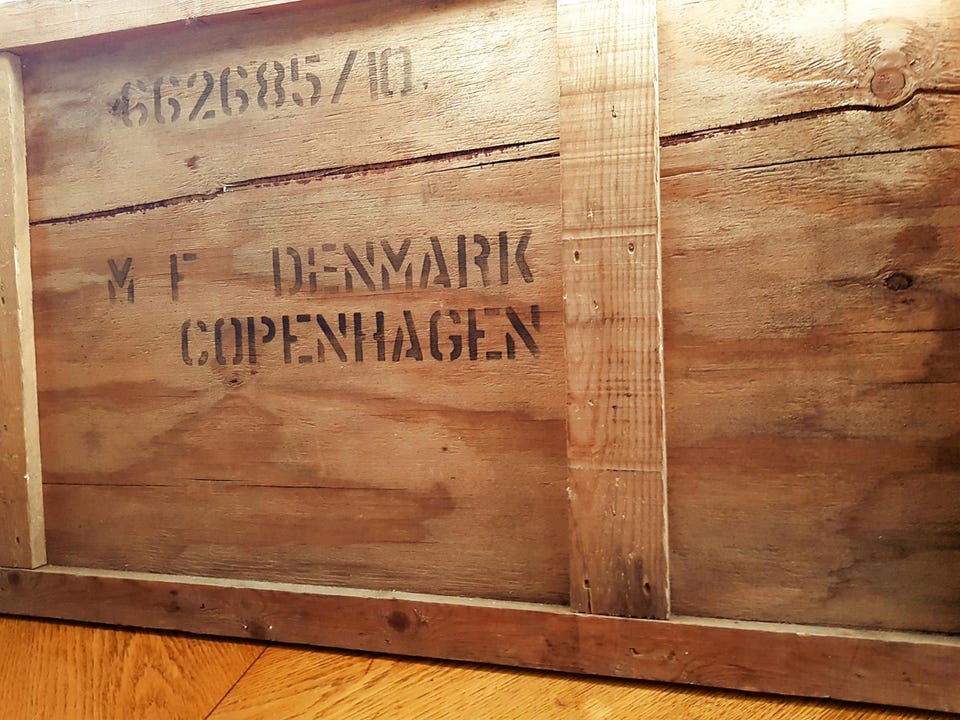 662685/10.
M F DENMARK
COPENHAGEN